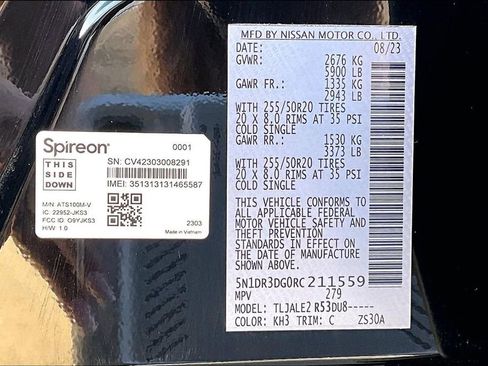 Spireon
0001
THIS
SIDE
DOWN
SN: CV42303008291
IMEI: 351313131465587
M/N: ATS100M-V
IC: 22952-JKS3
FCC ID: O9YJKS3
H/W: 1.0
2303
Made in Vietnam
MFD BY NISSAN MOTOR CO., LTD.
DATE: 08/23
GVWR: 2676 KG
5900 LB
GAWR FR.: 1335 KG
2943 LB
WITH 255/50R20 TIRES
20 X 8.0 RIMS AT 35 PSI
COLD SINGLE
GAWR RR.: 1530 KG
3373 LB
WITH 255/50R20 TIRES
20 X 8.0 RIMS AT 35 PSI
COLD SINGLE
THIS VEHICLE CONFORMS TO
ALL APPLICABLE FEDERAL
MOTOR VEHICLE SAFETY
STANDARDS IN EFFECT ON
THE DATE OF MANUFACTURE
SHOWN ABOVE.
5N1DR3DG0RC211559
MPV 279
MODEL: TLJALE2 R53DU8-----
COLOR: KH3 TRIM: C ZS30A